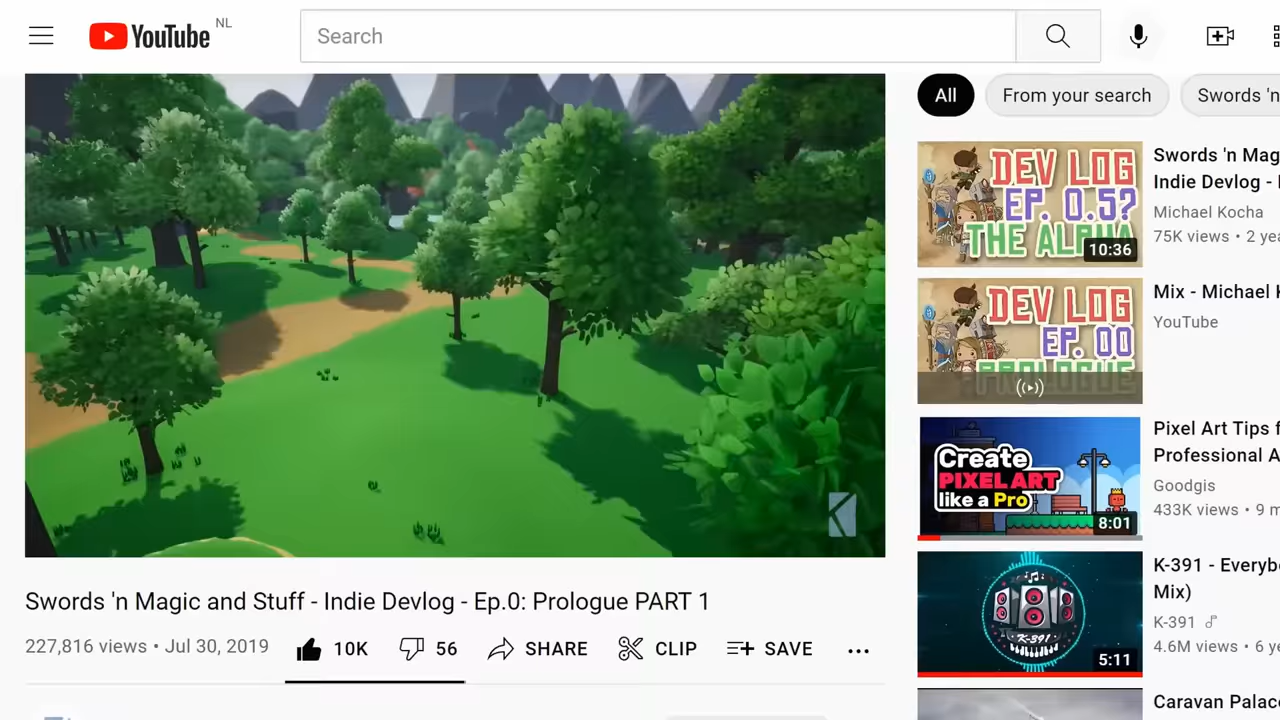 YouTube NL
Search
All
From your search
Swords 'n
DEV LOG
EP. 0.5?
THE ALPHA
10:36
Swords 'n Mag
Indie Devlog -
Michael Kocha
75K views • 2 yea
DEV LOG
EP. 00
PROLOGUE
Mix - Michael K
YouTube
Create
PIXEL ART
like a Pro
8:01
Pixel Art Tips f
Professional A
Goodgis
433K views • 9 m
K-391
5:11
K-391 - Everybo
Mix)
K-391
4.6M views • 6 ye
Caravan Palace
Swords 'n Magic and Stuff - Indie Devlog - Ep.0: Prologue PART 1
227,816 views • Jul 30, 2019
10K
56
SHARE
CLIP
SAVE